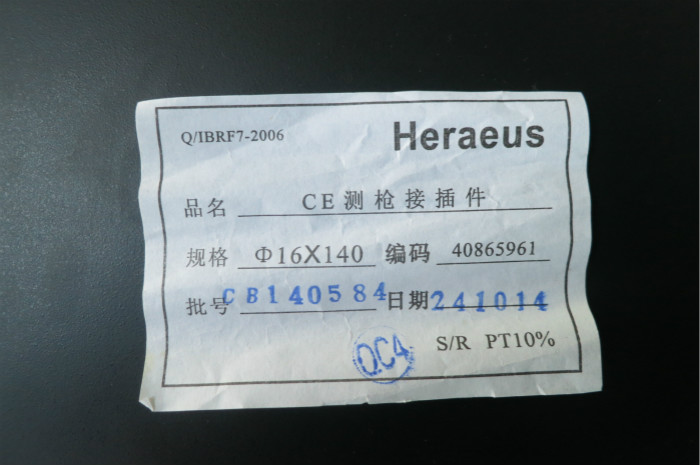 Q/IBRF7-2006 Heraeus
品名 CE测枪接插件
规格 Φ16X140 编码 40865961
批号 CB140584 日期 241014
QC4 S/R PT10%